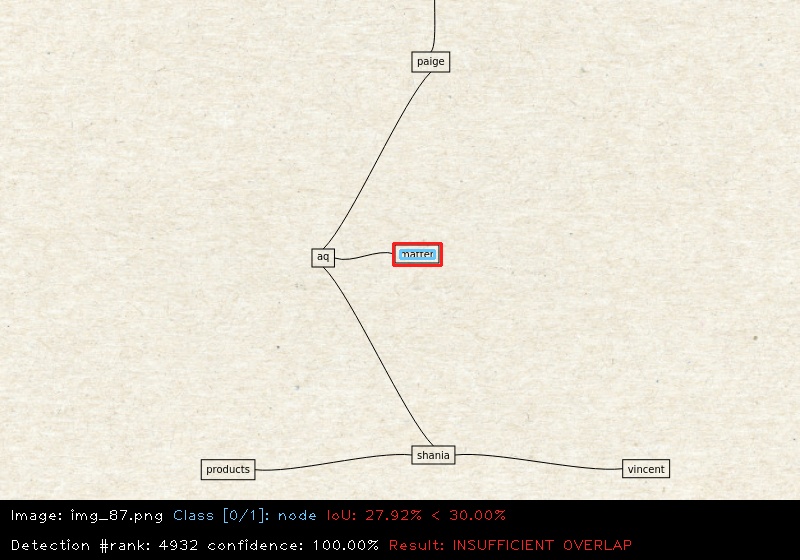 paige
aq
matter
shania
products
vincent
Image: img_87.png Class [0/1]: node IoU: 27.92% < 30.00%
Detection #rank: 4932 confidence: 100.00% Result: INSUFFICIENT OVERLAP